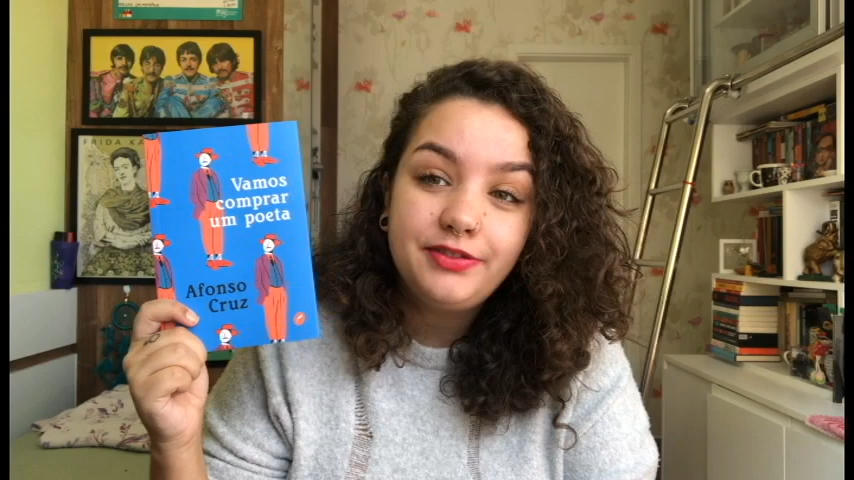 FRIDA KA
Vamos
comprar
um poeta
Afonso
Cruz